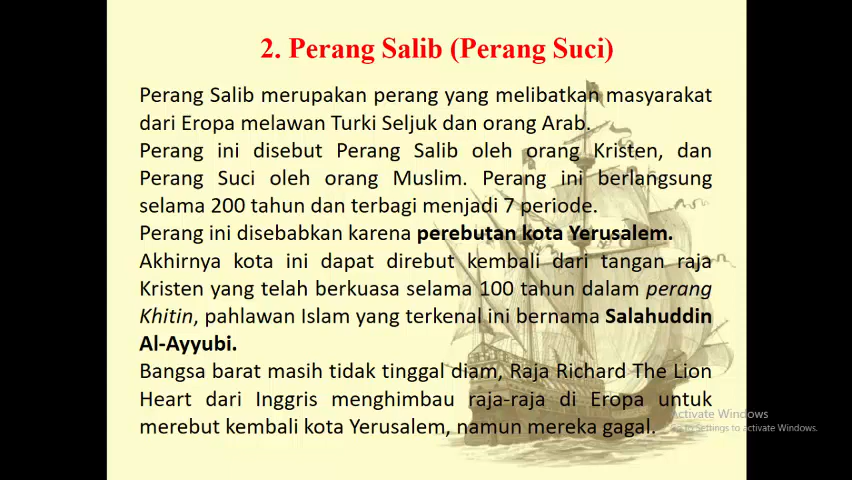 2. Perang Salib (Perang Suci)
Perang Salib merupakan perang yang melibatkan masyarakat
dari Eropa melawan Turki Seljuk dan orang Arab.
Perang ini disebut Perang Salib oleh orang Kristen, dan
Perang Suci oleh orang Muslim. Perang ini berlangsung
selama 200 tahun dan terbagi menjadi 7 periode.
Perang ini disebabkan karena perebutan kota Yerusalem.
Akhirnya kota ini dapat direbut kembali dari tangan raja
Kristen yang telah berkuasa selama 100 tahun dalam perang
Khitin, pahlawan Islam yang terkenal ini bernama Salahuddin
Al-Ayyubi.
Bangsa barat masih tidak tinggal diam, Raja Richard The Lion
Heart dari Inggris menghimbau raja-raja di Eropa untuk
merebut kembali kota Yerusalem, namun mereka gagal.
Activate Windows
Go to Settings to activate Windows.